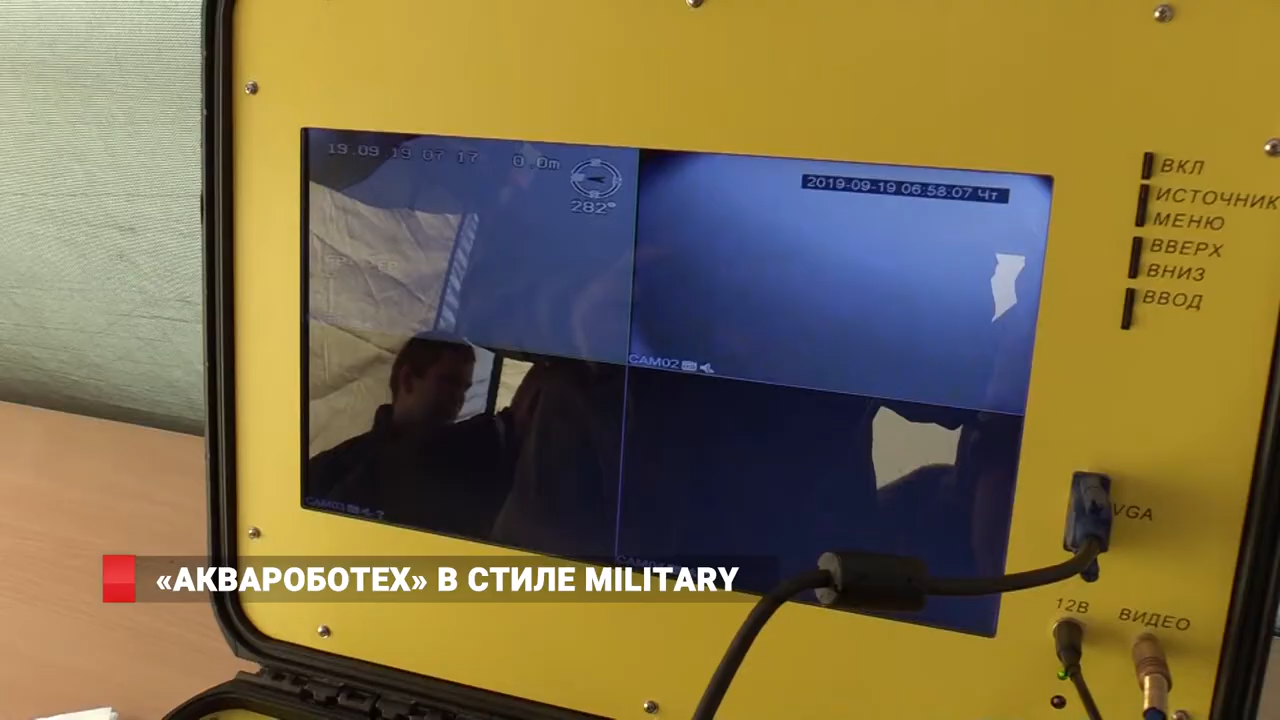 19.09.19 07 17
0.0m
282°
2019-09-19 06:58:07 Чт
CAM02
CAM03
ВКЛ
ИСТОЧНИК
МЕНЮ
ВВЕРХ
ВНИЗ
ВВОД
VGA
12В
ВИДЕО
«АКВАРОБОТЕХ» В СТИЛЕ MILITARY